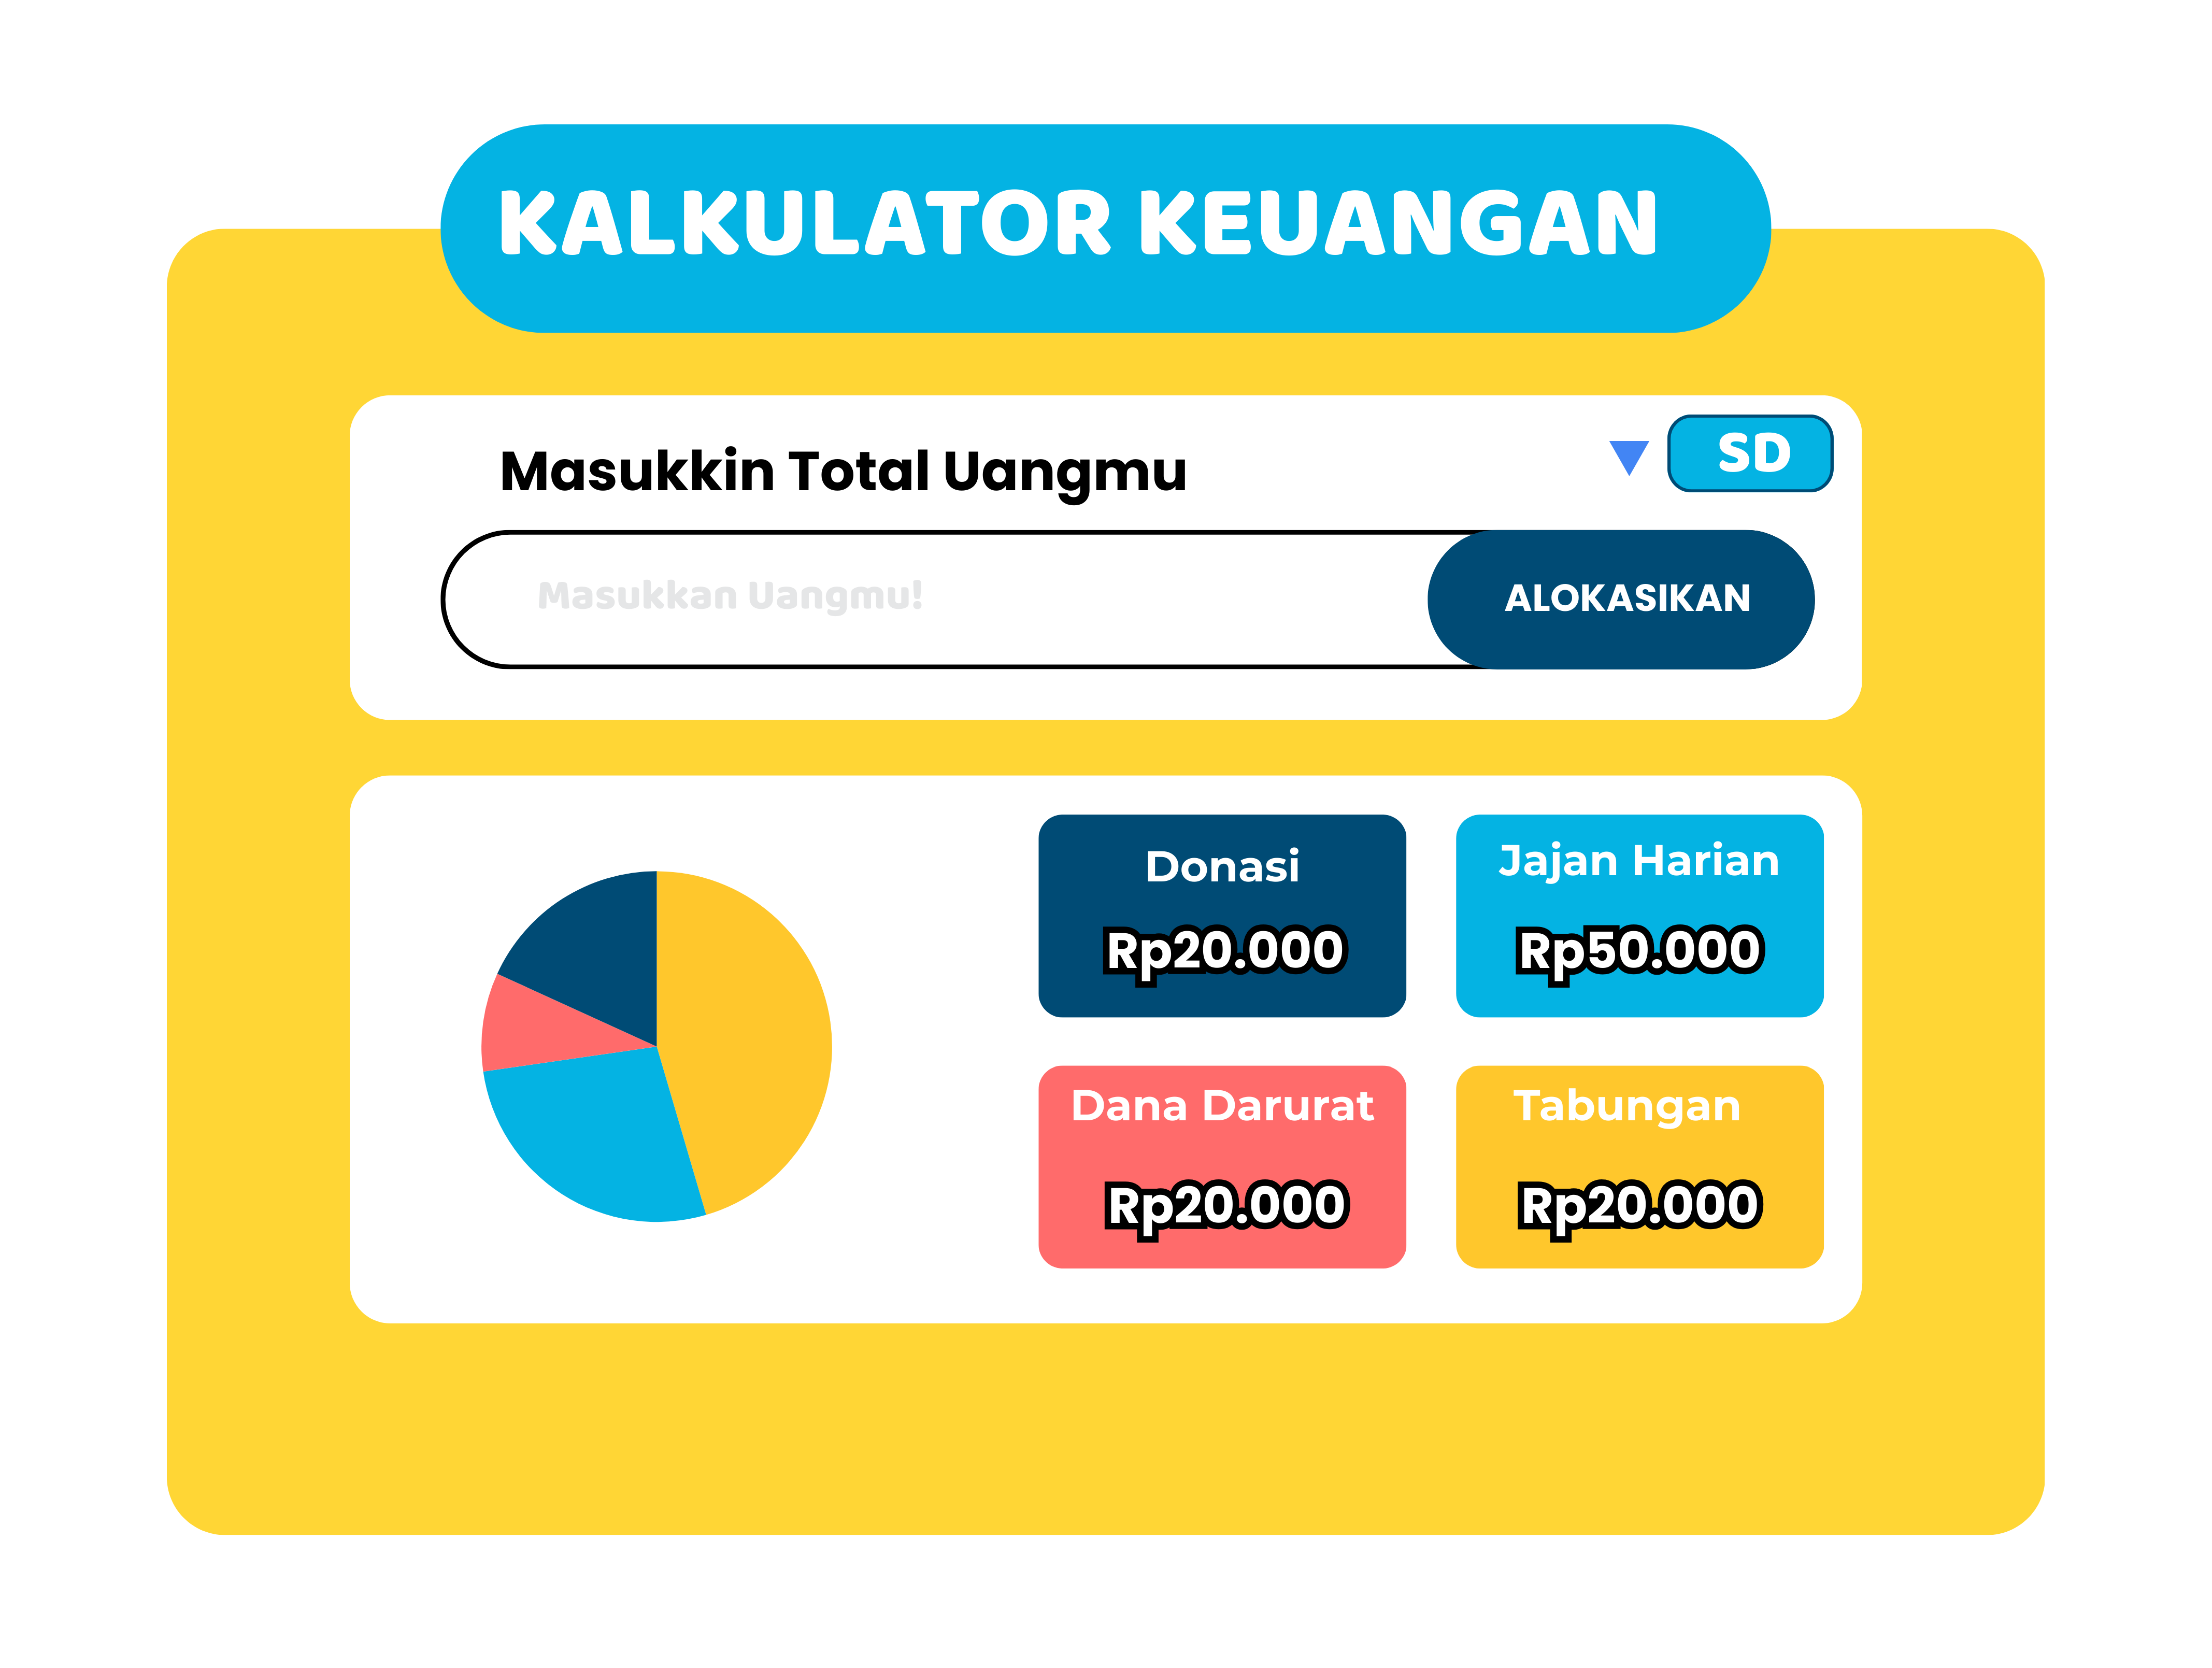 KALKULATOR KEUANGAN
Masukkin Total Uangmu
SD
Masukkan Uangmu!
ALOKASIKAN
Donasi
Rp20.000
Jajan Harian
Rp50.000
Dana Darurat
Rp20.000
Tabungan
Rp20.000